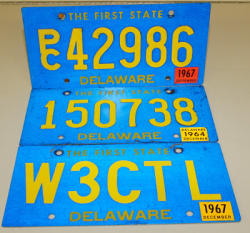 THE FIRST STATE
PC 42986
1967
DELAWARE
THE FIRST STATE
150738
DELAWARE
1964
DECEMBER
DELAWARE
THE FIRST STATE
W3CTL
1967
DECEMBER
DELAWARE